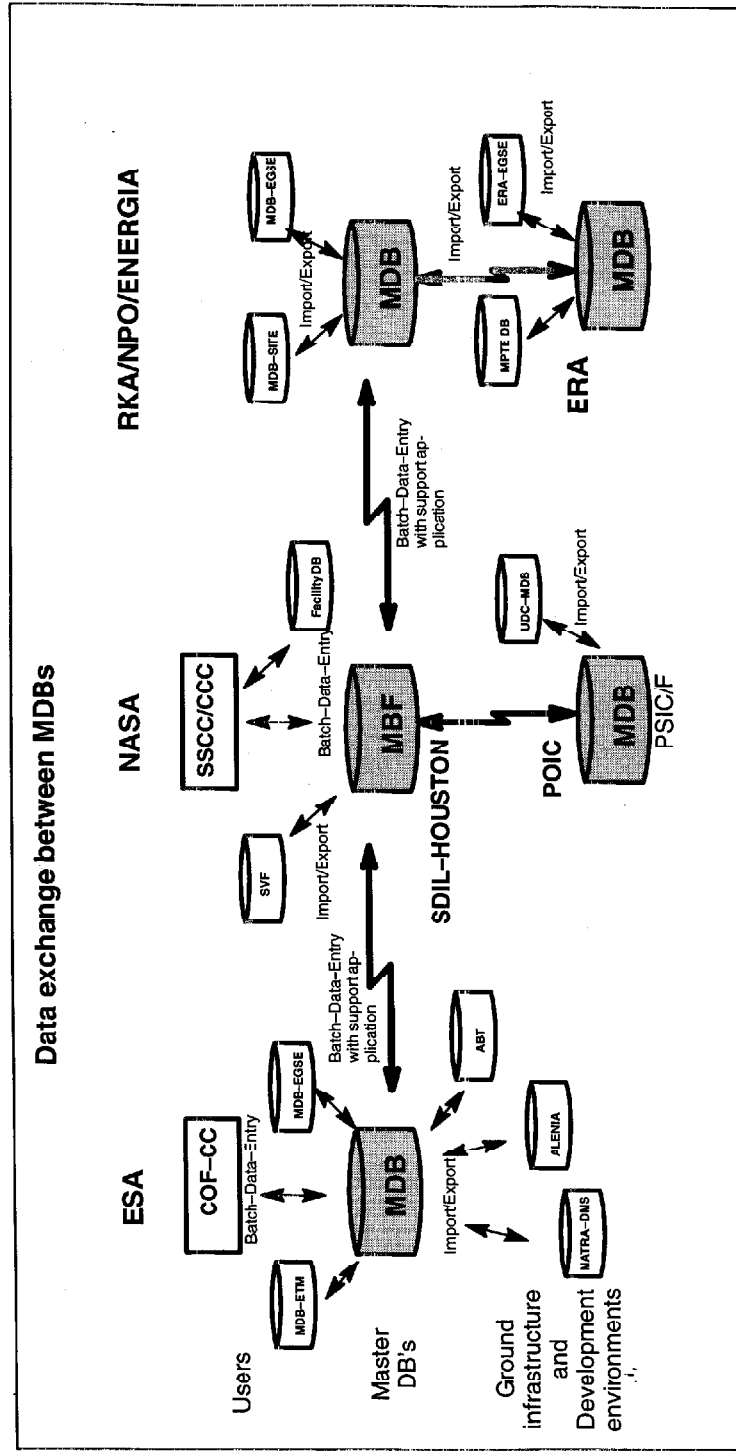 Data exchange between MDBs
ESA
NASA
RKA/NPO/ENERGIA
Users
COF–CC
Batch–Data–Entry
MDB–ETM
MDB–EGSE
SSCC/CCC
Batch–Data–Entry
SVF
Import/Export
Facility DB
MDB–SITE
MDB–EGSE
Import/Export
Master
DB's
MDB
Batch–Data–Entry
with support ap-
plication
MBF
SDIL–HOUSTON
Batch–Data–Entry
with support ap-
plication
MDB
Import/Export
Import/Export
Ground
infrastructure
and
Development
environments
NATRA–DMS
ALENIA
ABT
POIC
MDB
PSIC/F
UDC–MDB
Import/Export
ERA
MPTE DB
ERA–EGSE
Import/Export
MDB